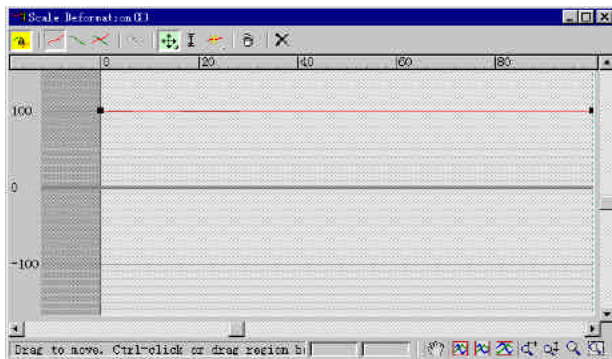 Scale Deformation(X)
0 20 40 60 80
100
0
-100
Drag to move. Ctrl-click or drag region b